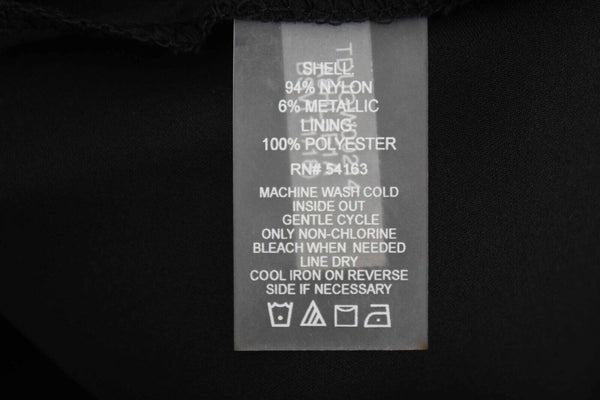 SHELL:
94% NYLON
6% METALLIC
LINING
100% POLYESTER
RN# 54163
MACHINE WASH COLD
INSIDE OUT
GENTLE CYCLE
ONLY NON-CHLORINE
BLEACH WHEN NEEDED
LINE DRY
COOL IRON ON REVERSE
SIDE IF NECESSARY